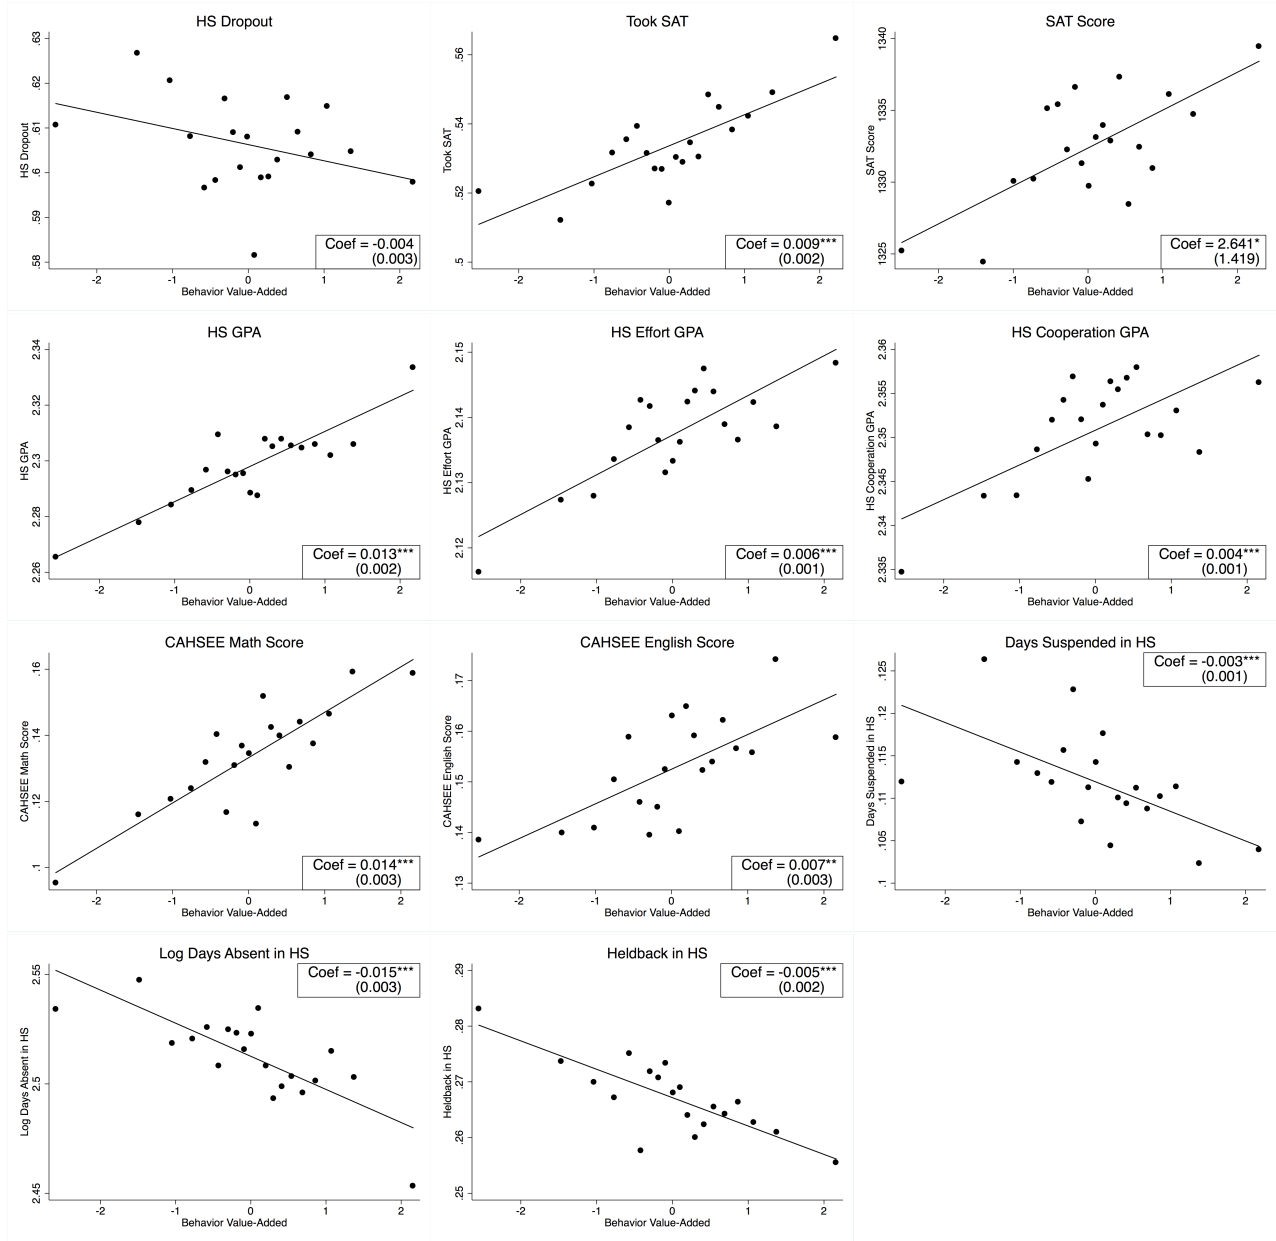 HS Dropout
HS Dropout
.63
.62
.61
.6
.59
.58
-2 -1 0 1 2
Behavior Value-Added
Coef = -0.004
(0.003)
Took SAT
Took SAT
.56
.54
.52
.5
-2 -1 0 1 2
Behavior Value-Added
Coef = 0.009***
(0.002)
SAT Score
SAT Score
1340
1335
1330
1325
-2 -1 0 1 2
Behavior Value-Added
Coef = 2.641*
(1.419)
HS GPA
HS GPA
2.34
2.32
2.3
2.28
2.26
-2 -1 0 1 2
Behavior Value-Added
Coef = 0.013***
(0.002)
HS Effort GPA
HS Effort GPA
2.15
2.14
2.13
2.12
-2 -1 0 1 2
Behavior Value-Added
Coef = 0.006***
(0.001)
HS Cooperation GPA
HS Cooperation GPA
2.36
2.355
2.35
2.345
2.34
2.335
-2 -1 0 1 2
Behavior Value-Added
Coef = 0.004***
(0.001)
CAHSEE Math Score
CAHSEE Math Score
.16
.14
.12
.1
-2 -1 0 1 2
Behavior Value-Added
Coef = 0.014***
(0.003)
CAHSEE English Score
CAHSEE English Score
.17
.16
.15
.14
.13
-2 -1 0 1 2
Behavior Value-Added
Coef = 0.007**
(0.003)
Days Suspended in HS
Coef = -0.003***
(0.001)
Days Suspended in HS
.125
.12
.115
.11
.105
.1
-2 -1 0 1 2
Behavior Value-Added
Log Days Absent in HS
Coef = -0.015***
(0.003)
Log Days Absent in HS
2.55
2.5
2.45
-2 -1 0 1 2
Behavior Value-Added
Heldback in HS
Coef = -0.005***
(0.002)
Heldback in HS
.29
.28
.27
.26
.25
-2 -1 0 1 2
Behavior Value-Added